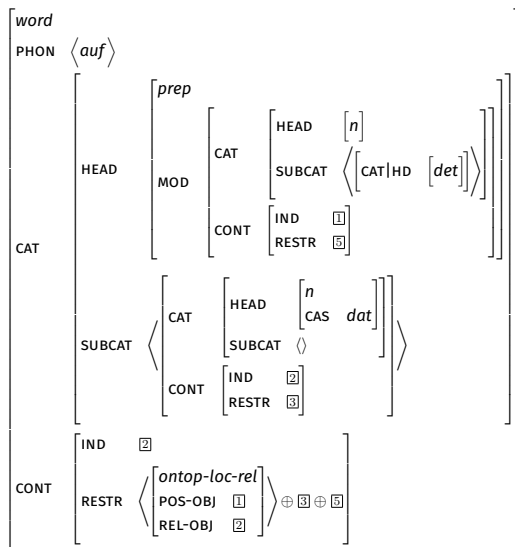 word
PHON ⟨auf⟩
prep
HEAD [n]
CAT
SUBCAT ⟨[CAT|HD [det]]⟩
HEAD
MOD
IND 1
CONT
RESTR 5
CAT
n
HEAD
CAS dat
CAT
SUBCAT ⟨⟩
SUBCAT
IND 2
CONT
RESTR 3
IND 2
ontop-loc-rel
CONT
RESTR ⟨POS-OBJ 1⟩ ⊕ 3 ⊕ 5
REL-OBJ 2